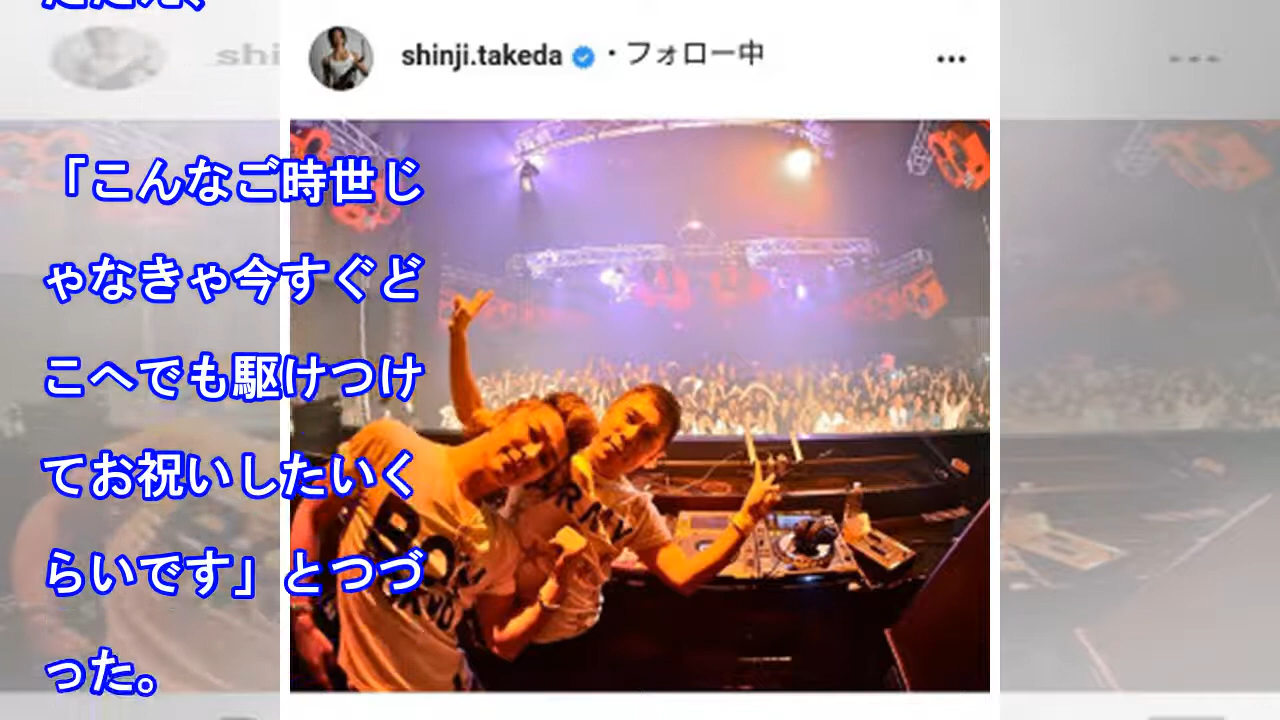 shinji.takeda ・フォロー中
「こんなご時世じ
ゃなきゃ今すぐど
こへでも駆けつけ
てお祝いしたいく
らいです」とつづ
った。
ARMY
BOY